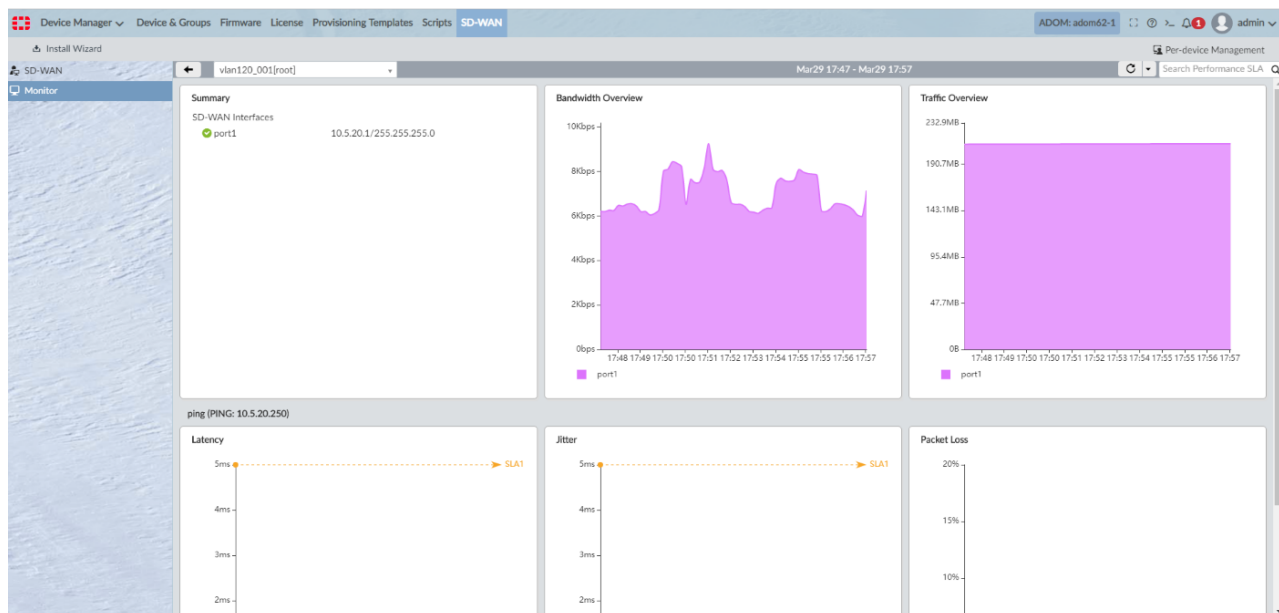 Device Manager Device & Groups Firmware License Provisioning Templates Scripts SD-WAN ADOM: adom62-1 1 admin
Install Wizard Per-device Management
SD-WAN vlan120_001[root] Mar29 17:47 - Mar29 17:57 Search Performance SLA
Monitor
Summary
SD-WAN Interfaces
port1 10.5.20.1/255.255.255.0
Bandwidth Overview
10Kbps
8Kbps
6Kbps
4Kbps
2Kbps
0bps
17:48 17:49 17:50 17:50 17:51 17:52 17:53 17:54 17:55 17:55 17:56 17:57
port1
Traffic Overview
232.9MB
190.7MB
143.1MB
95.4MB
47.7MB
0B
17:48 17:49 17:50 17:50 17:51 17:52 17:53 17:54 17:55 17:55 17:56 17:57
port1
ping (PING: 10.5.20.250)
Latency
5ms SLA1
4ms
3ms
2ms
Jitter
5ms SLA1
4ms
3ms
2ms
Packet Loss
20%
15%
10%